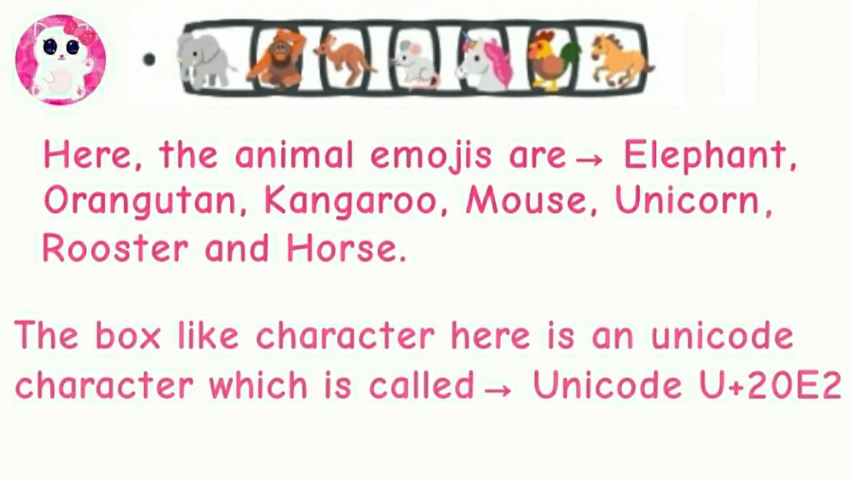 Here, the animal emojis are→ Elephant,
Orangutan, Kangaroo, Mouse, Unicorn,
Rooster and Horse.
The box like character here is an unicode
character which is called→ Unicode U+20E2